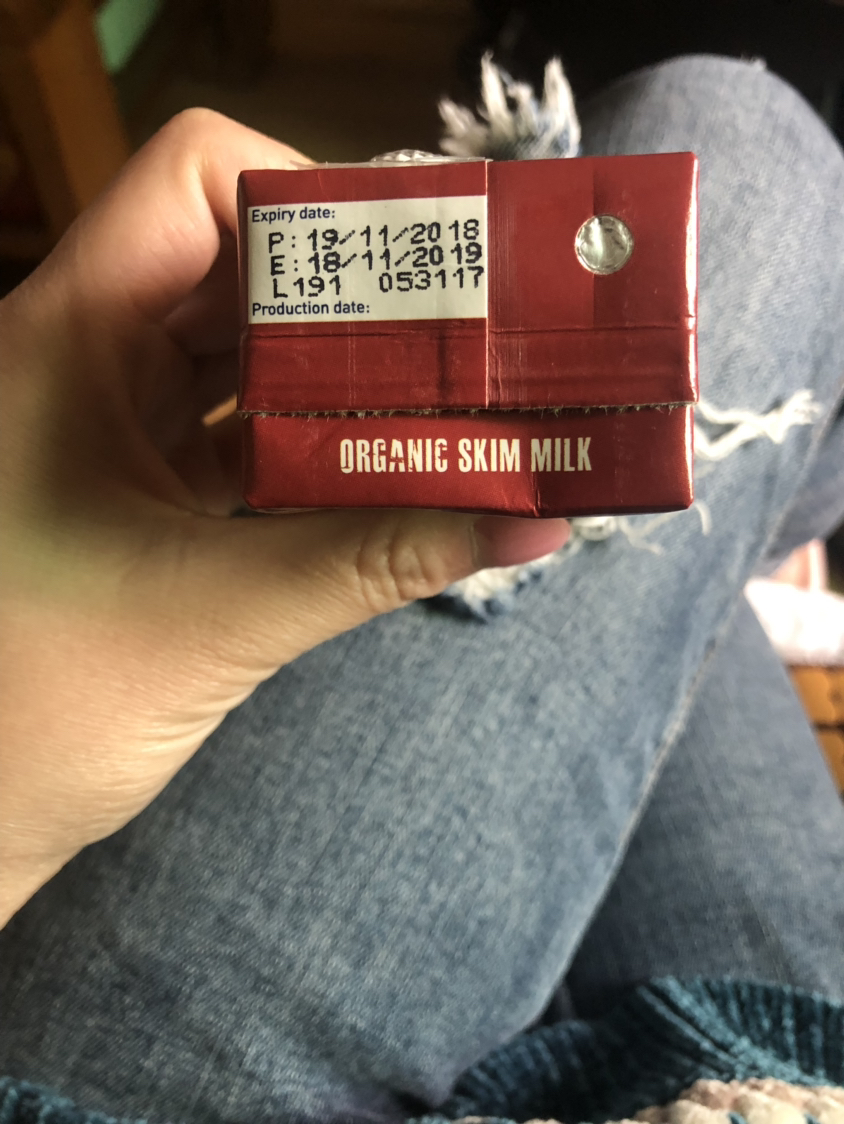 Expiry date:
P: 19/11/2018
E: 18/11/2019
L191 053117
Production date:
ORGANIC SKIM MILK